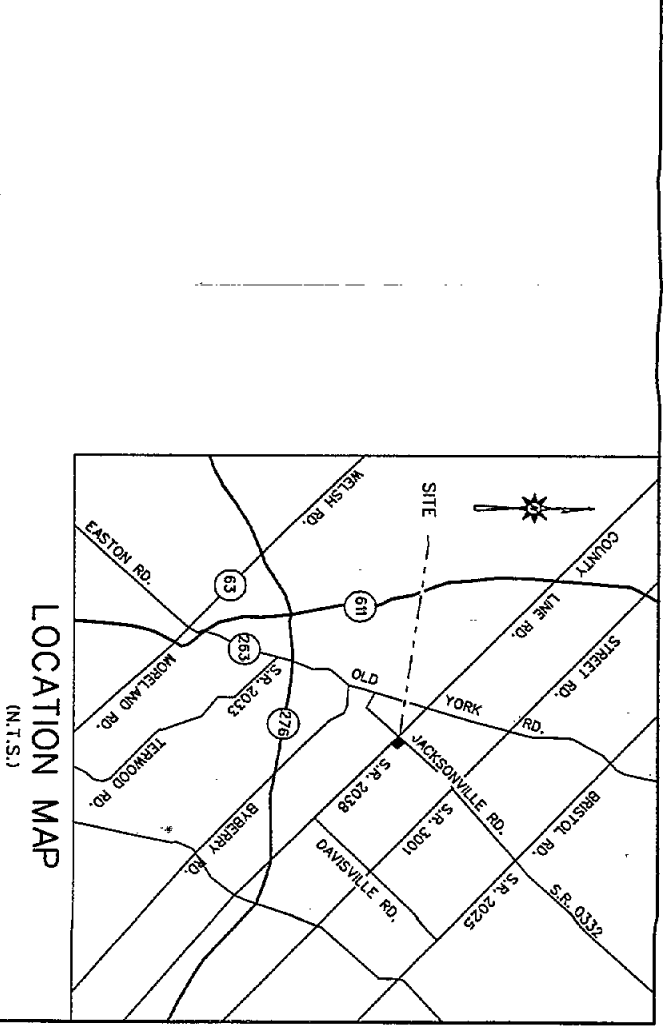 COUNTY
LINE RD.
STREET RD.
BRISTOL RD.
S.R. 0332
S.R. 2025
SITE
WELSH RD.
611
OLD
YORK
RD.
JACKSONVILLE RD.
S.R. 2038
S.R. 3001
DAVISVILLE RD.
63
263
276
S.R. 2033
EASTON RD.
MORELAND RD.
TERWOOD RD.
BYBERRY RD.
LOCATION MAP
(N.T.S.)